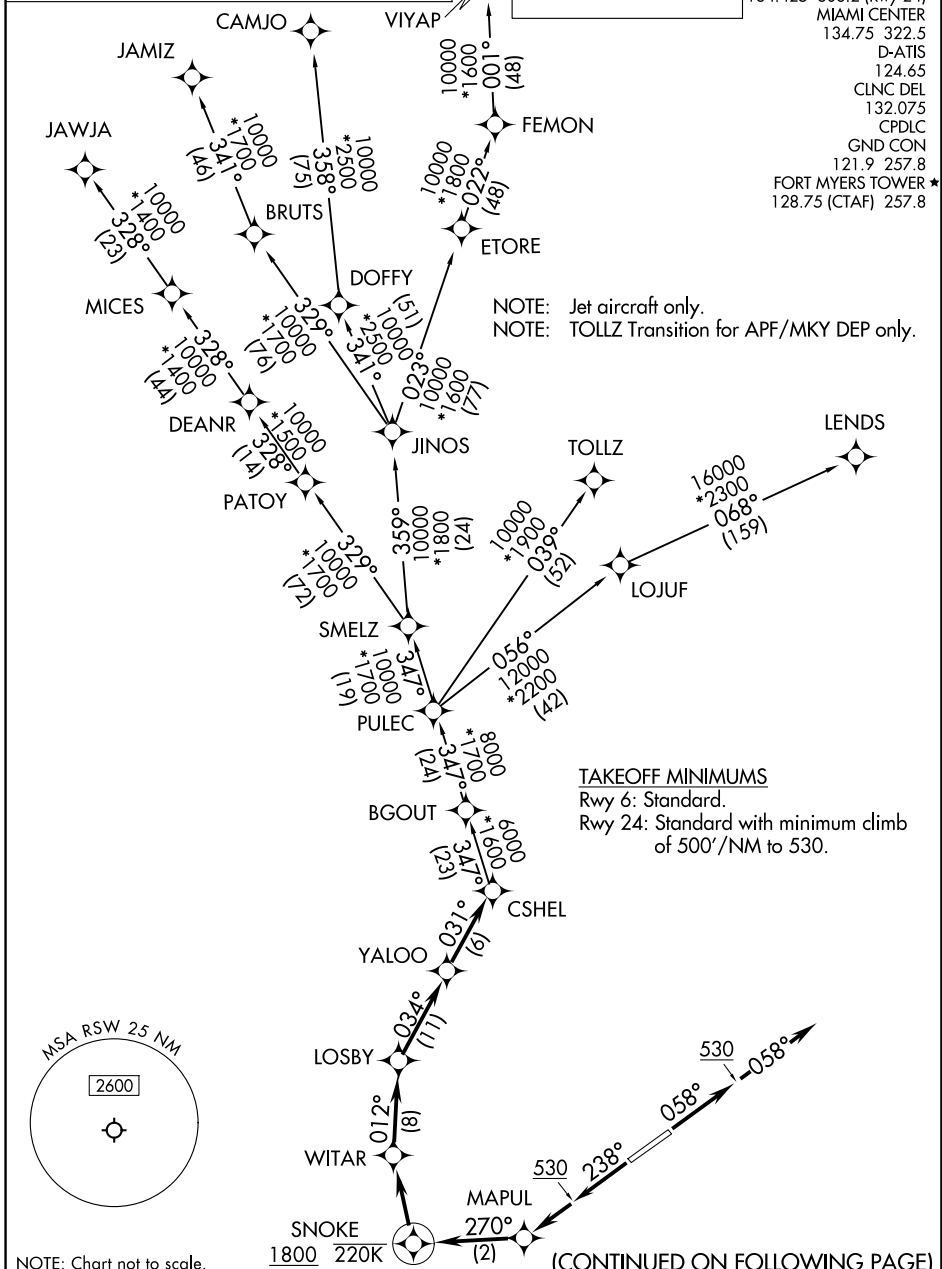 VIYAP
MIAMI CENTER
134.75 322.5
D-ATIS
124.65
CLNC DEL
132.075
CPDLC
GND CON
121.9 257.8
FORT MYERS TOWER ★
128.75 (CTAF) 257.8
CAMJO
JAMIZ
JAWJA
10000
*1600
001°
(48)
FEMON
10000
*1800
022°
(48)
ETORE
10000
*2500
358°
(75)
10000
*1700
341°
(46)
BRUTS
10000
*1400
328°
(23)
MICES
DOFFY
(51)
10000
*2500
341°
329°
10000
*1700
(76)
023°
10000
*1600
(77)
NOTE: Jet aircraft only.
NOTE: TOLLZ Transition for APF/MKY DEP only.
328°
10000
*1400
(44)
DEANR
10000
*1500
328°
(14)
PATOY
JINOS
TOLLZ
LENDS
16000
*2300
068°
(159)
359°
10000
*1800
(24)
10000
*1900
039°
(52)
LOJUF
329°
10000
*1700
(72)
SMELZ
056°
12000
*2200
(42)
347°
10000
*1700
(19)
PULEC
8000
*1700
347°
(24)
BGOUT
TAKEOFF MINIMUMS
Rwy 6: Standard.
Rwy 24: Standard with minimum climb
of 500'/NM to 530.
6000
*1600
347°
(23)
CSHEL
031°
(6)
YALOO
034°
(11)
LOSBY
MSA RSW 25 NM
2600
012°
(8)
WITAR
530
058°
058°
238°
530
MAPUL
270°
(2)
SNOKE
1800 220K
NOTE: Chart not to scale.
(CONTINUED ON FOLLOWING PAGE)